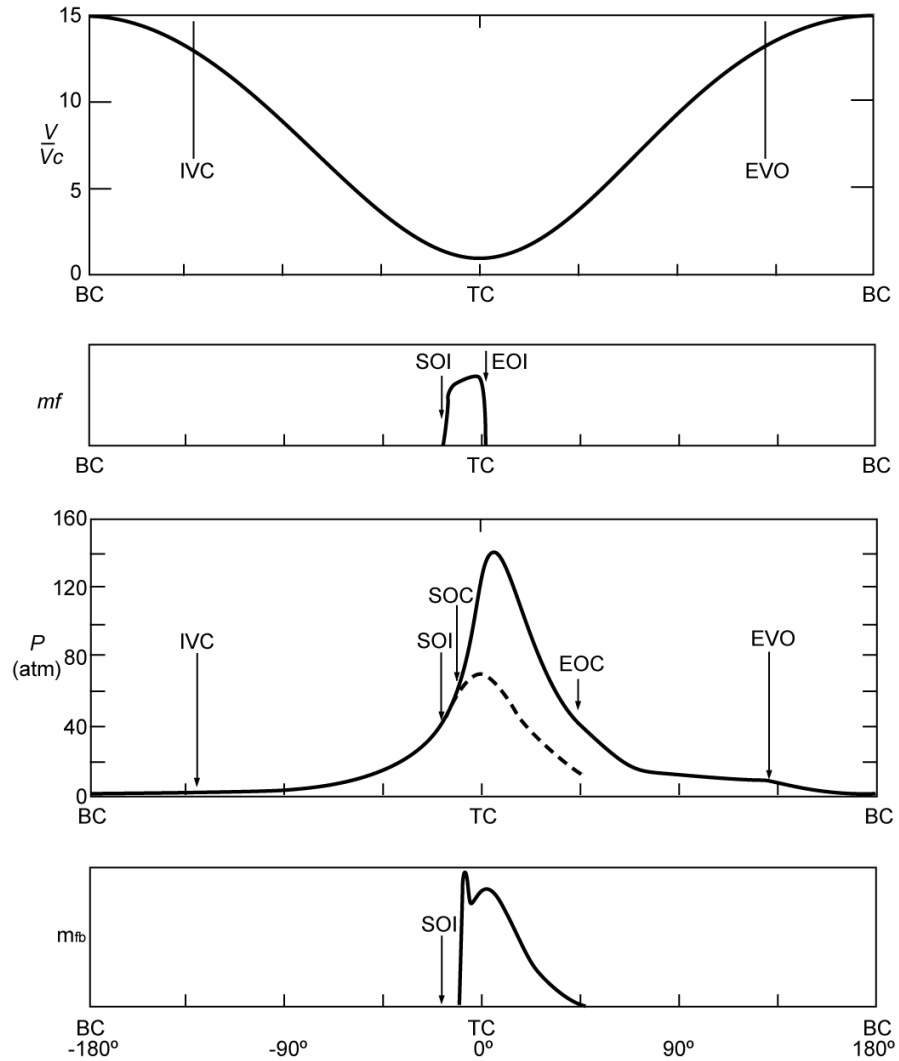 15
10
V
Vc
IVC
EVO
5
0
BC
TC
BC
SOI
EOI
mf
BC
TC
BC
160
120
SOC
IVC
SOI
EVO
P
(atm)
80
EOC
40
0
BC
TC
BC
mfb
SOI
BC
TC
BC
-180º
-90º
0º
90º
180º